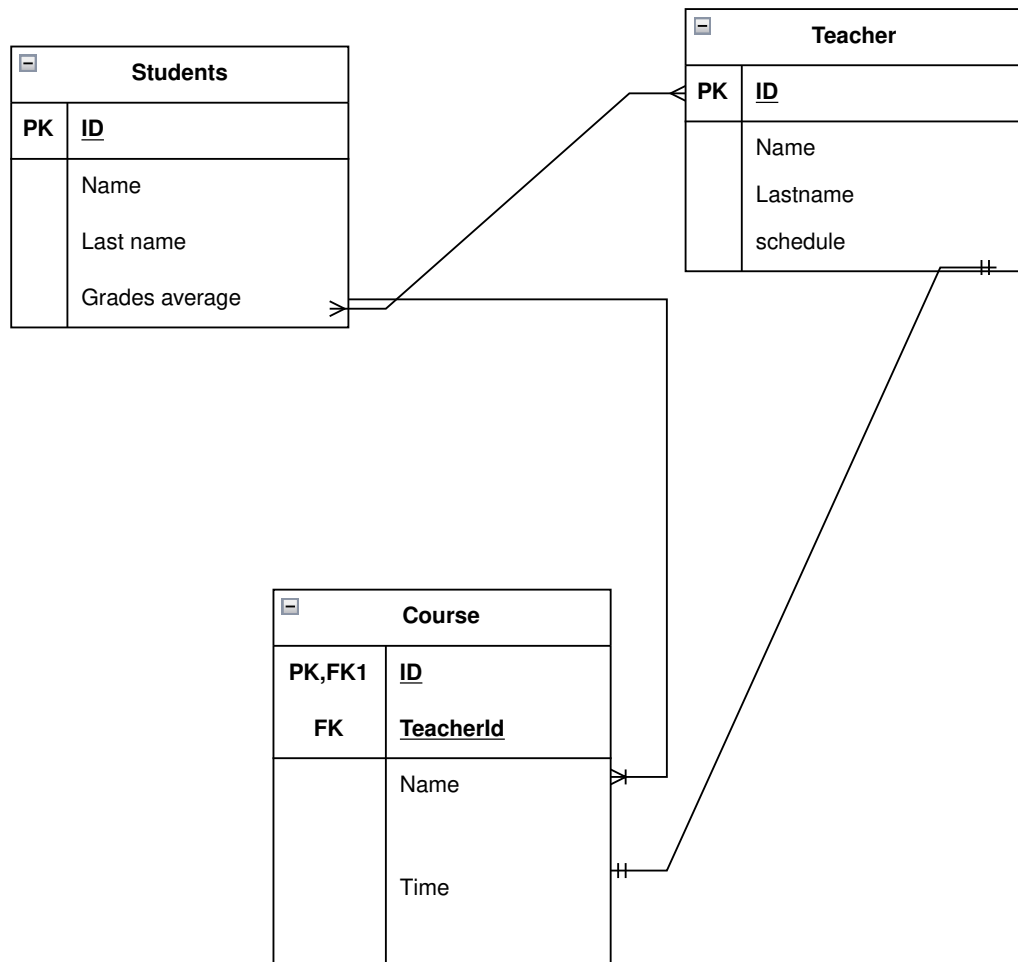 Students
PK ID
Name
Last name
Grades average
Teacher
PK ID
Name
Lastname
schedule
Course
PK,FK1 ID
FK TeacherId
Name
Time